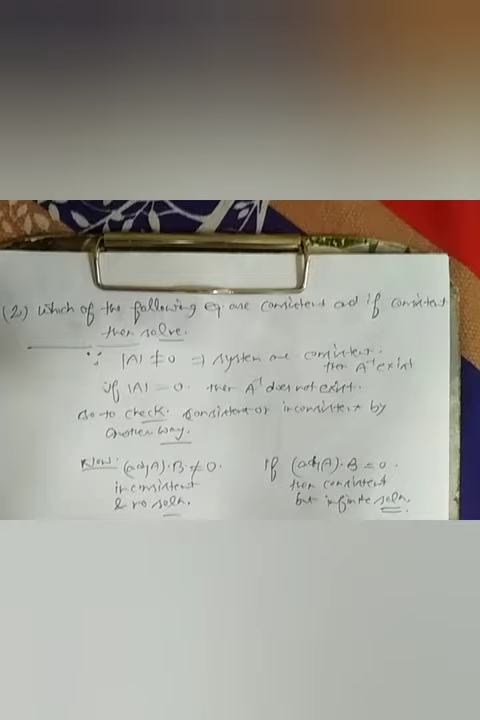 (2.) Which of the following eqn are consistent and if consistent
then solve.
∵ |A| ≠ 0 ⇒ system are consistent.
then A⁻¹ exist
if |A| = 0. then A⁻¹ does not exist.
so to check. consistent or inconsistent by
another way.
Now: (adjA).B ≠ 0.
inconsistent
& no soln.
If (adjA).B = 0.
then consistent
but infinite soln.